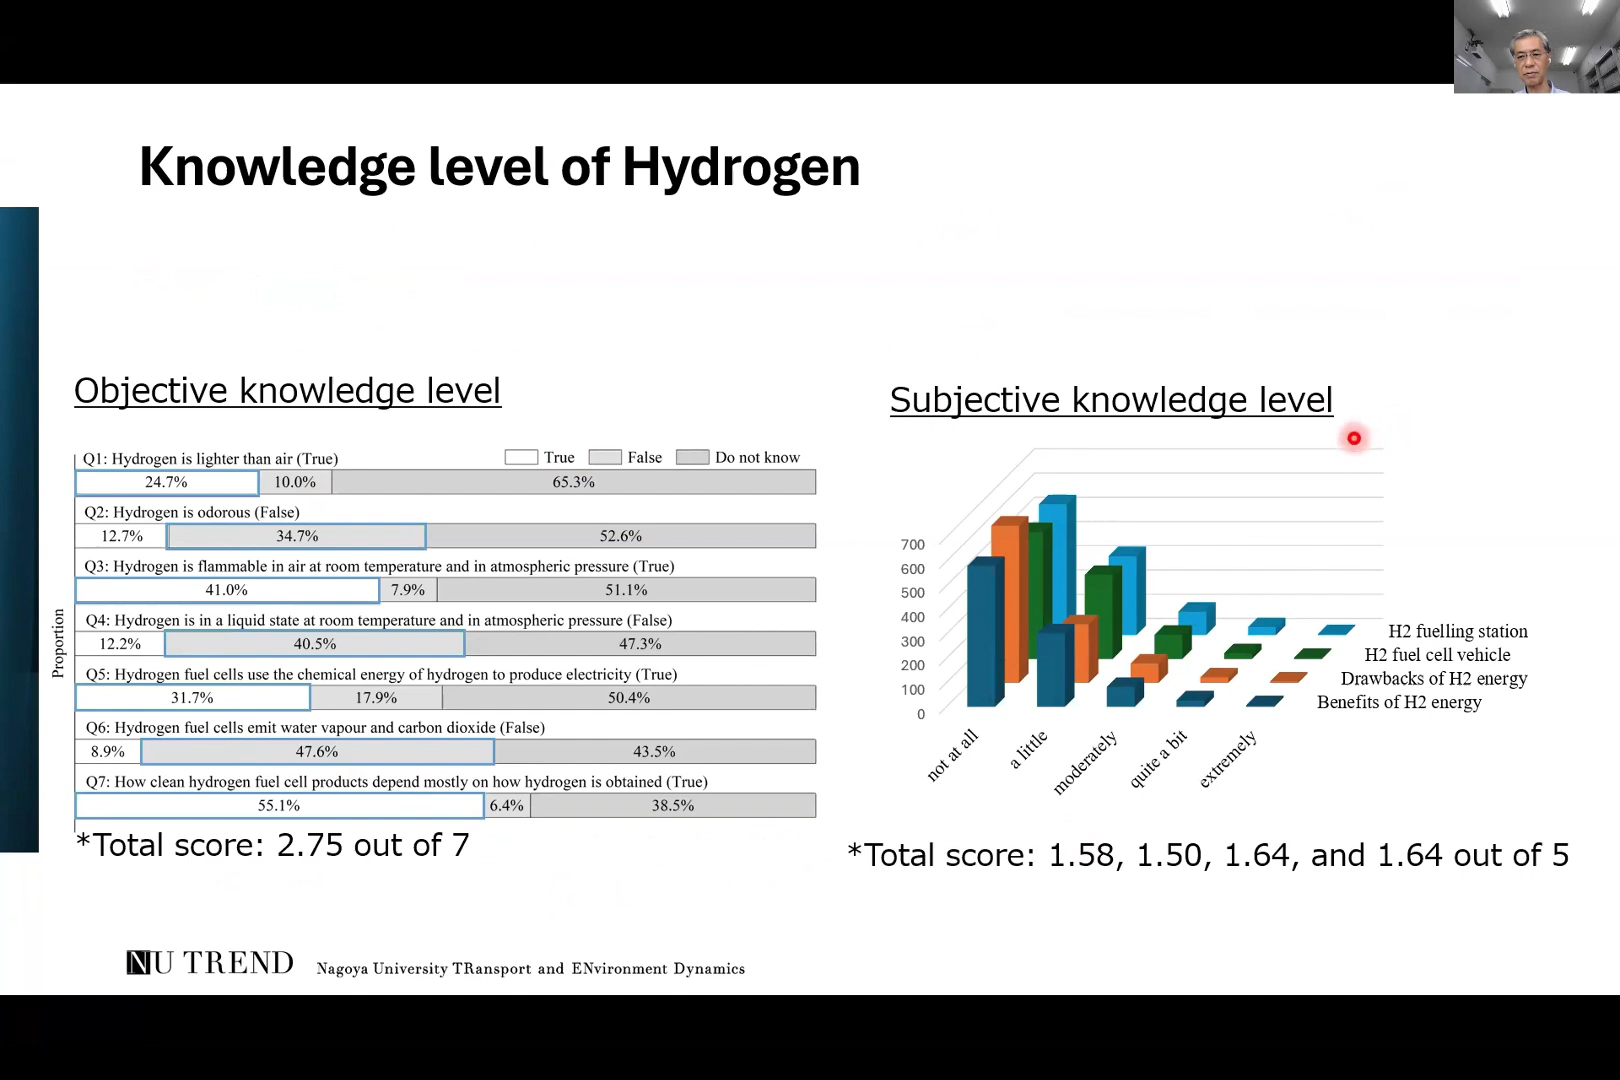 Knowledge level of Hydrogen
Objective knowledge level
Q1: Hydrogen is lighter than air (True)
True False Do not know
24.7% 10.0% 65.3%
Q2: Hydrogen is odorous (False)
12.7% 34.7% 52.6%
Q3: Hydrogen is flammable in air at room temperature and in atmospheric pressure (True)
41.0% 7.9% 51.1%
Q4: Hydrogen is in a liquid state at room temperature and in atmospheric pressure (False)
12.2% 40.5% 47.3%
Q5: Hydrogen fuel cells use the chemical energy of hydrogen to produce electricity (True)
31.7% 17.9% 50.4%
Q6: Hydrogen fuel cells emit water vapour and carbon dioxide (False)
8.9% 47.6% 43.5%
Q7: How clean hydrogen fuel cell products depend mostly on how hydrogen is obtained (True)
55.1% 6.4% 38.5%
Proportion
*Total score: 2.75 out of 7
Subjective knowledge level
700
600
500
400
300
200
100
0
not at all
a little
moderately
quite a bit
extremely
H2 fuelling station
H2 fuel cell vehicle
Drawbacks of H2 energy
Benefits of H2 energy
*Total score: 1.58, 1.50, 1.64, and 1.64 out of 5
NU TREND Nagoya University TRansport and ENvironment Dynamics